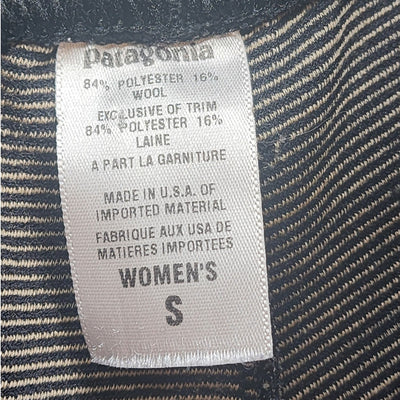 patagonia
84% POLYESTER 16%
WOOL
EXCLUSIVE OF TRIM
84% POLYESTER 16%
LAINE
A PART LA GARNITURE
MADE IN U.S.A. OF
IMPORTED MATERIAL
FABRIQUE AUX USA DE
MATIERES IMPORTEES
WOMEN'S
S